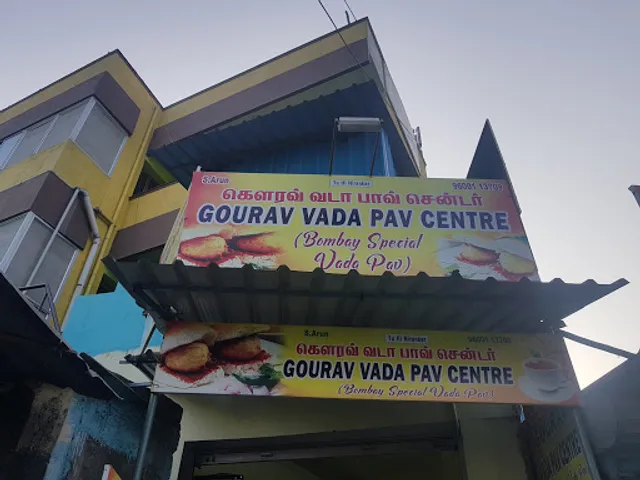 S.Arun
கௌரவ் வடா பாவ் சென்டர்
GOURAV VADA PAV CENTRE
(Bombay Special
Vada Pav)
S.Arun
கௌரவ் வடா பாவ் சென்டர்
GOURAV VADA PAV CENTRE
(Bombay Special Vada Pav)